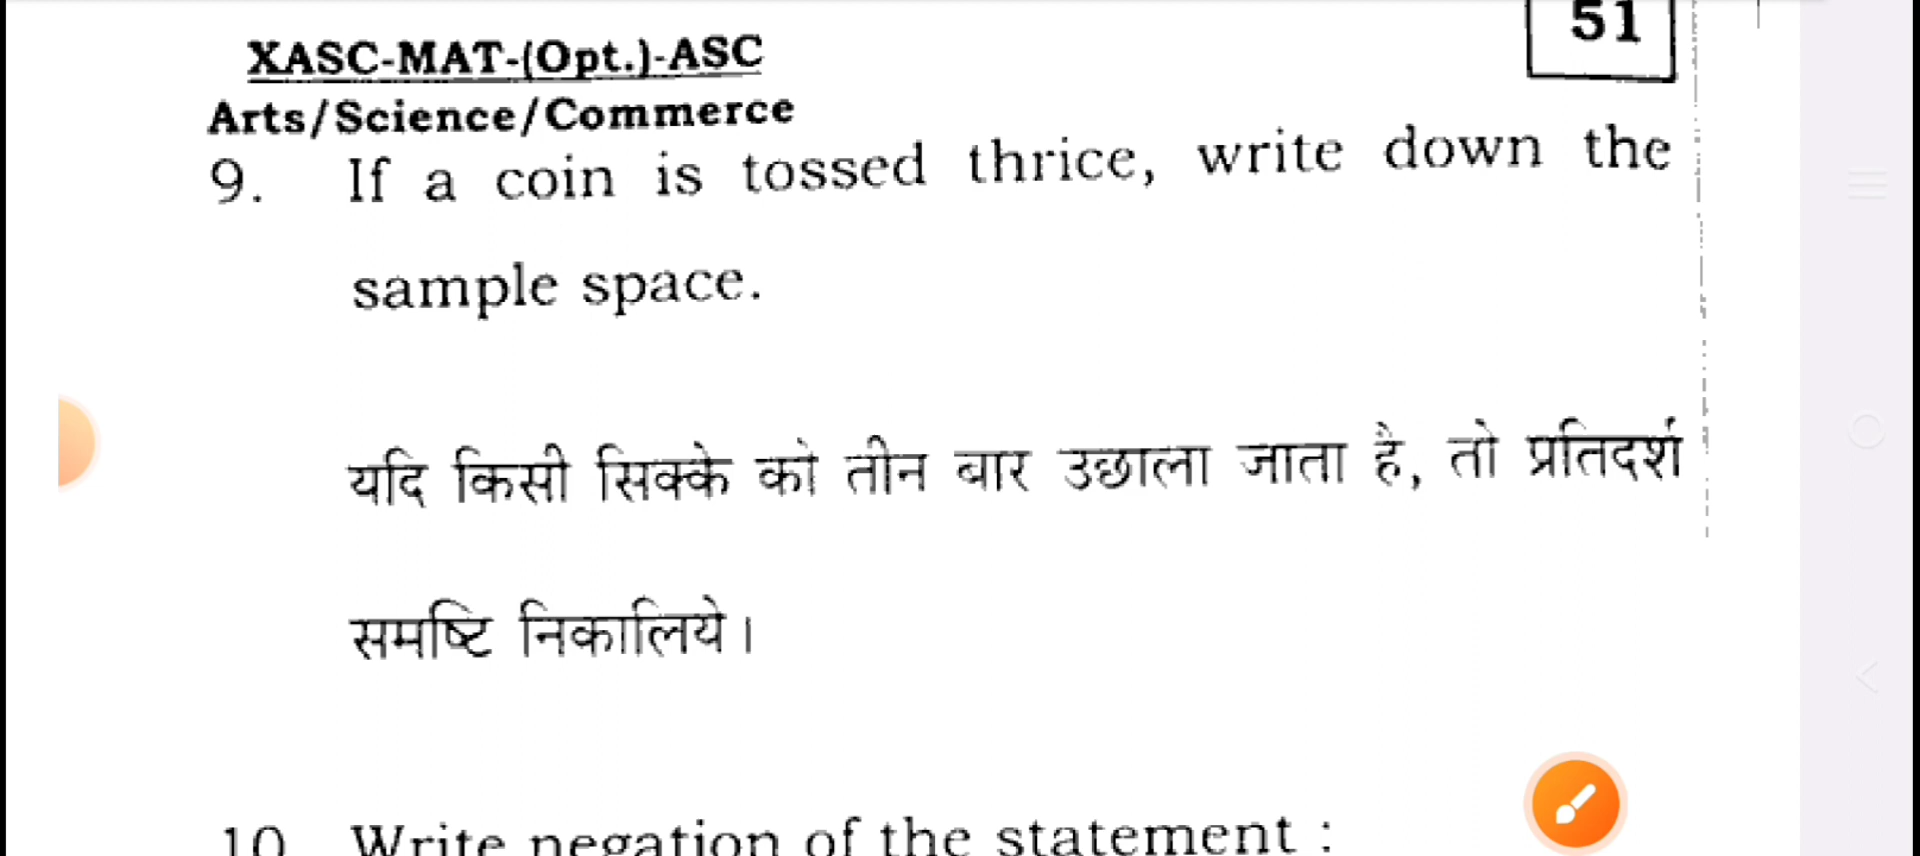 51
XASC-MAT-(Opt.)-ASC
Arts/Science/Commerce
9. If a coin is tossed thrice, write down the
sample space.
यदि किसी सिक्के को तीन बार उछाला जाता है, तो प्रतिदर्श
समष्टि निकालिये।
10 Write negation of the statement :